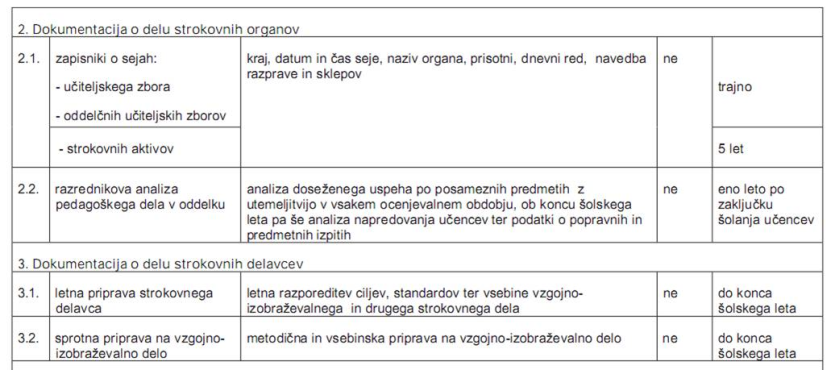 2. Dokumentacija o delu strokovnih organov
2.1. zapisniki o sejah: kraj, datum in čas seje, naziv organa, prisotni, dnevni red, navedba ne
razprave in sklepov
- učiteljskega zbora trajno
- oddelčnih učiteljskih zborov
- strokovnih aktivov 5 let
2.2. razrednikova analiza analiza doseženega uspeha po posameznih predmetih z ne eno leto po
pedagoškega dela v oddelku utemeljitvijo v vsakem ocenjevalnem obdobju, ob koncu šolskega zaključku
leta pa še analiza napredovanja učencev ter podatki o popravnih in šolanja učencev
predmetnih izpitih
3. Dokumentacija o delu strokovnih delavcev
3.1. letna priprava strokovnega letna razporeditev ciljev, standardov ter vsebine vzgojno- ne do konca
delavca izobraževalnega in drugega strokovnega dela šolskega leta
3.2. sprotna priprava na vzgojno- metodična in vsebinska priprava na vzgojno-izobraževalno delo ne do konca
izobraževalno delo šolskega leta